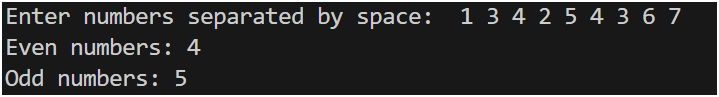 Enter numbers separated by space:  1 3 4 2 5 4 3 6 7
Even numbers: 4
Odd numbers: 5